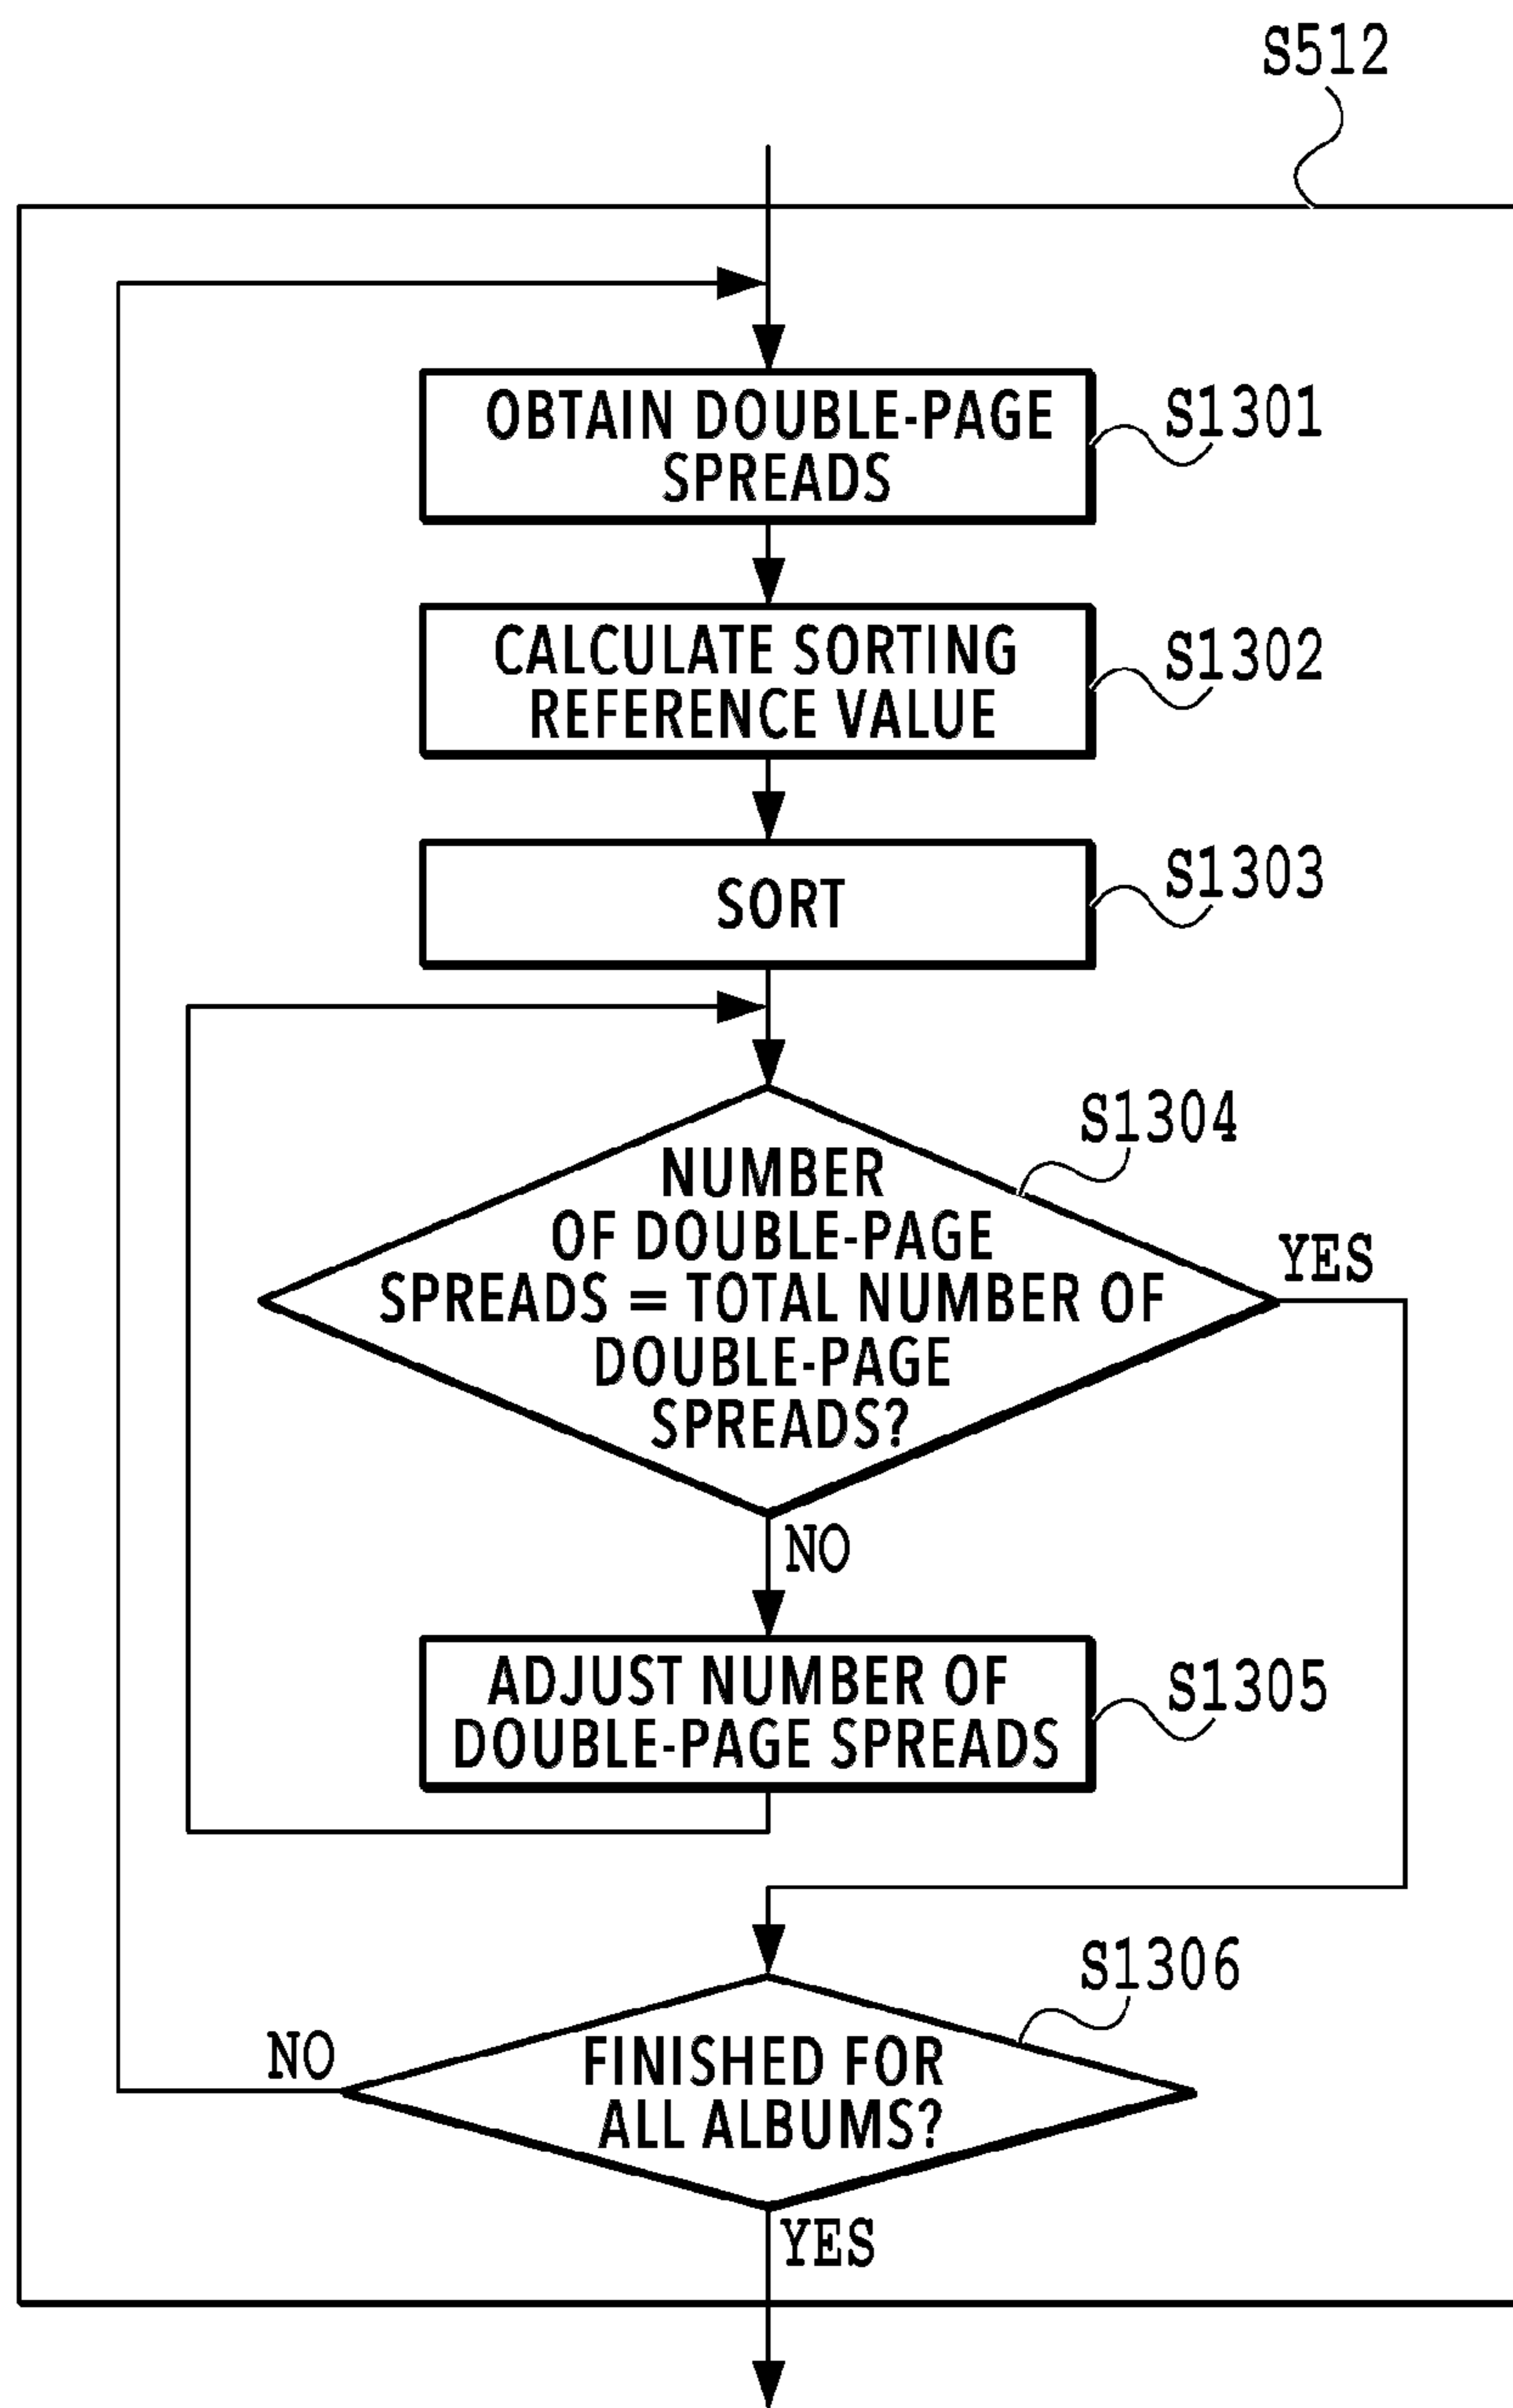 S512
OBTAIN DOUBLE-PAGE
SPREADS
S1301
CALCULATE SORTING
REFERENCE VALUE
S1302
SORT
S1303
S1304
NUMBER
OF DOUBLE-PAGE
SPREADS = TOTAL NUMBER OF
DOUBLE-PAGE
SPREADS?
YES
NO
ADJUST NUMBER OF
DOUBLE-PAGE SPREADS
S1305
S1306
NO
FINISHED FOR
ALL ALBUMS?
YES